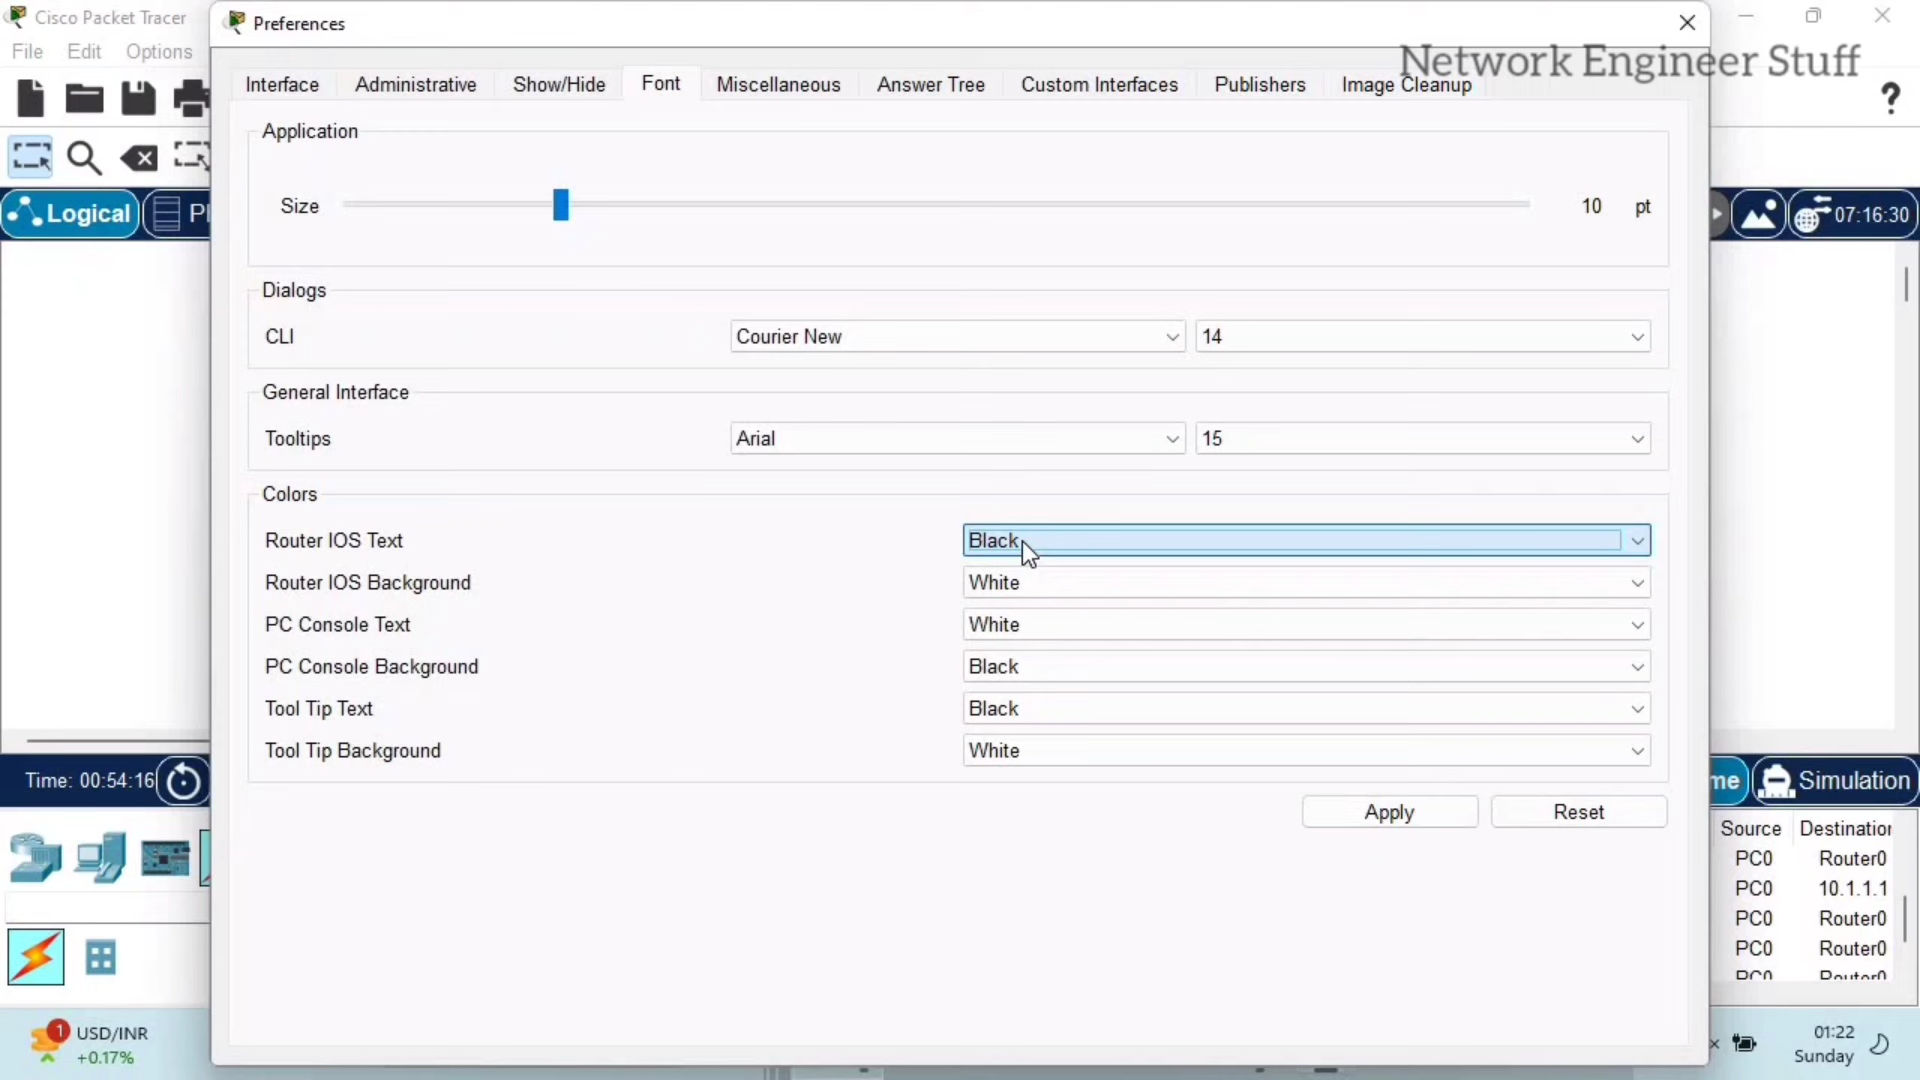 Cisco Packet Tracer
Preferences
File Edit Options
Network Engineer Stuff
Interface Administrative Show/Hide Font Miscellaneous Answer Tree Custom Interfaces Publishers Image Cleanup
?
Application
Size 10 pt
Logical
07:16:30
Dialogs
CLI Courier New 14
General Interface
Tooltips Arial 15
Colors
Router IOS Text Black
Router IOS Background White
PC Console Text White
PC Console Background Black
Tool Tip Text Black
Tool Tip Background White
Time: 00:54:16
me Simulation
Apply Reset
Source Destination
PC0 Router0
PC0 10.1.1.1
PC0 Router0
PC0 Router0
PC0 Router0
1 USD/INR
+0.17%
01:22
Sunday